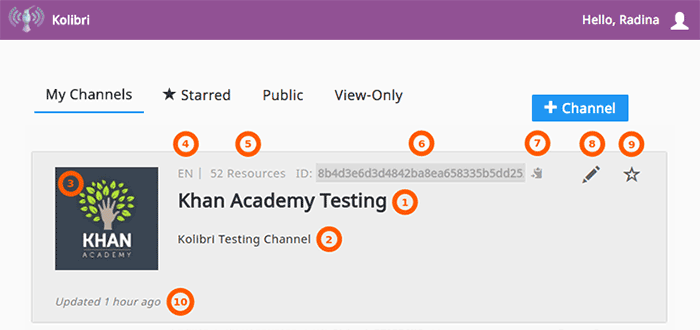 Kolibri
Hello, Radina
My Channels ★ Starred Public View-Only
+ Channel
4 5 6 7 8 9
3
EN | 52 Resources ID: 8b4d3e6d3d4842ba8ea658335b5dd25
Khan Academy Testing 1
KHAN
ACADEMY
Kolibri Testing Channel 2
Updated 1 hour ago 10